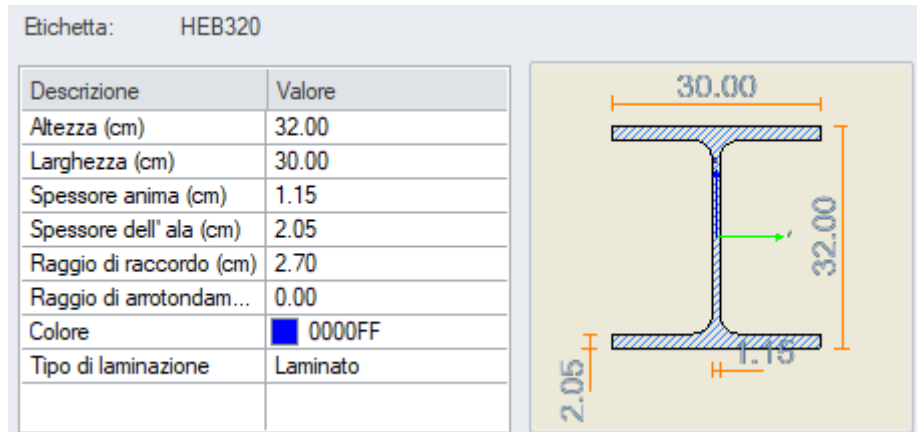 Etichetta: HEB320
Descrizione Valore
Altezza (cm) 32.00
Larghezza (cm) 30.00
Spessore anima (cm) 1.15
Spessore dell' ala (cm) 2.05
Raggio di raccordo (cm) 2.70
Raggio di arrotondam... 0.00
Colore 0000FF
Tipo di laminazione Laminato
30.00
32.00
1.15
2.05